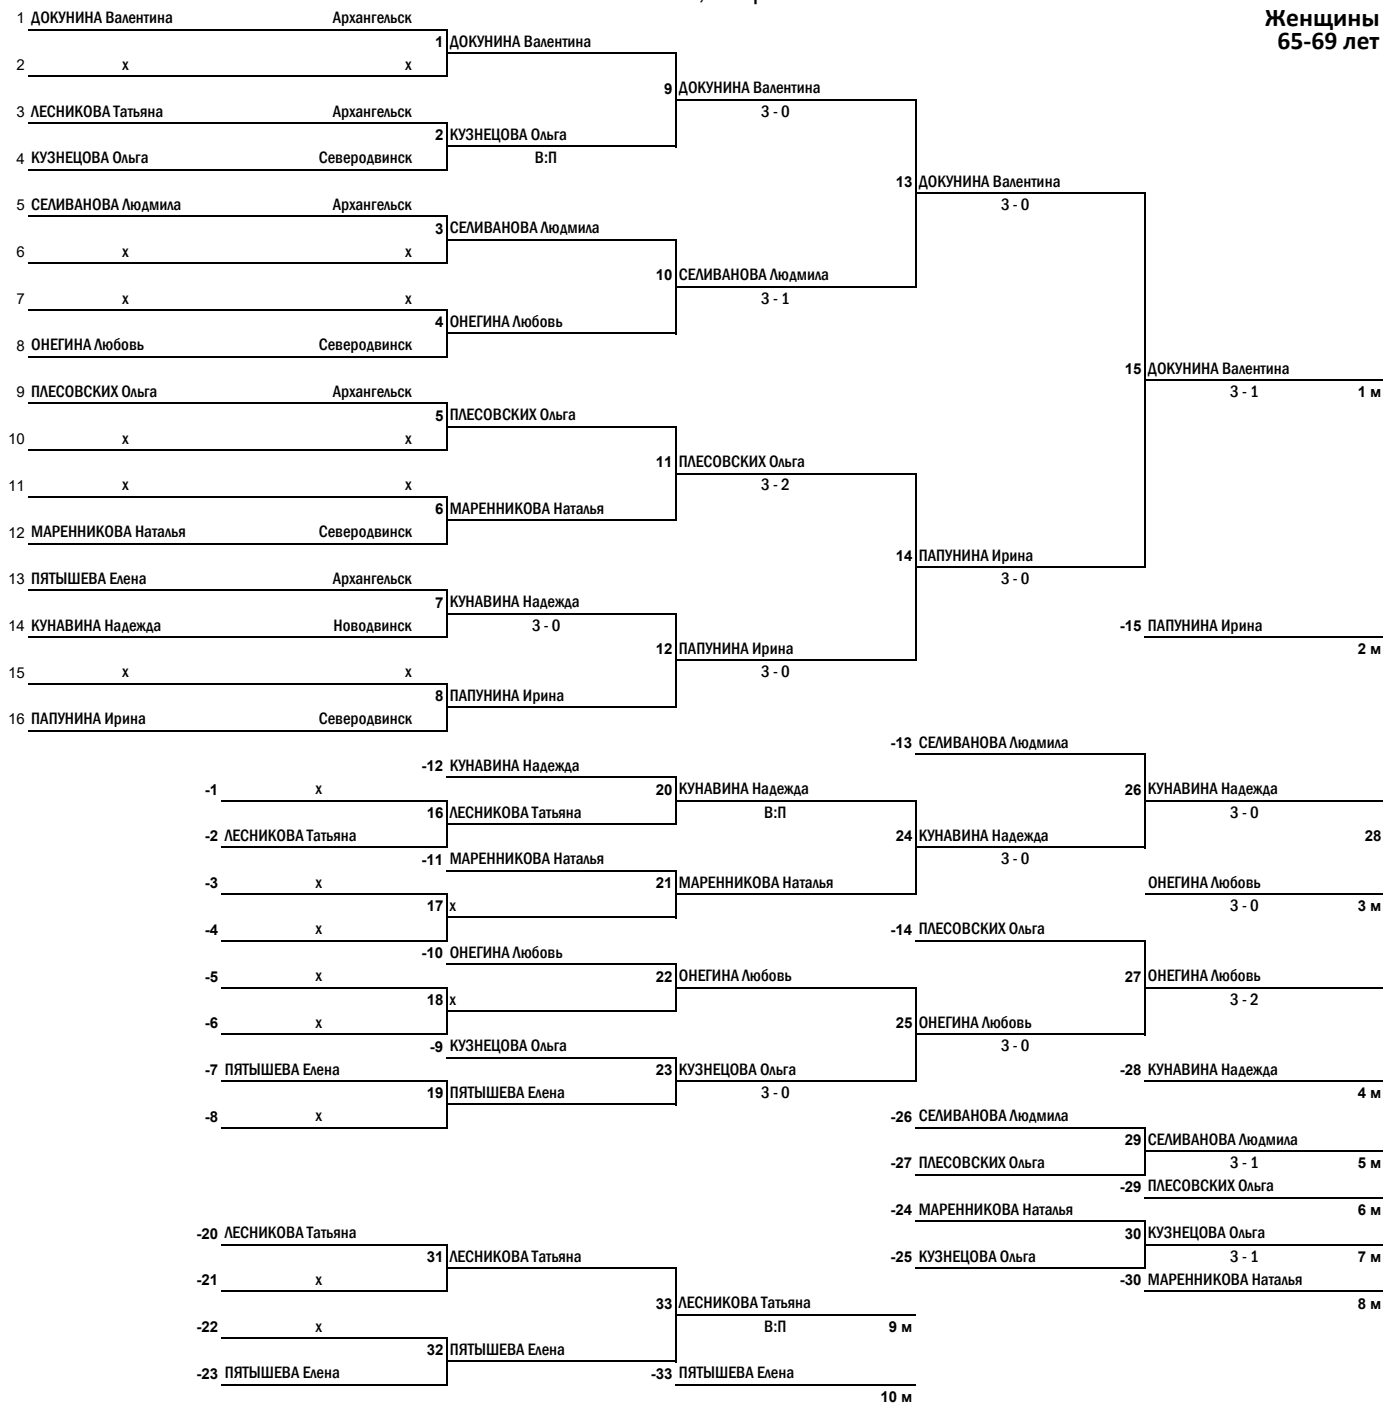 Женщины
65-69 лет
1 ДОКУНИНА Валентина Архангельск
1 ДОКУНИНА Валентина
2 х х
9 ДОКУНИНА Валентина
3 - 0
3 ЛЕСНИКОВА Татьяна Архангельск
2 КУЗНЕЦОВА Ольга
В:П
4 КУЗНЕЦОВА Ольга Северодвинск
13 ДОКУНИНА Валентина
3 - 0
5 СЕЛИВАНОВА Людмила Архангельск
3 СЕЛИВАНОВА Людмила
6 х х
10 СЕЛИВАНОВА Людмила
3 - 1
7 х х
4 ОНЕГИНА Любовь
8 ОНЕГИНА Любовь Северодвинск
15 ДОКУНИНА Валентина
3 - 1 1 м
9 ПЛЕСОВСКИХ Ольга Архангельск
5 ПЛЕСОВСКИХ Ольга
10 х х
11 ПЛЕСОВСКИХ Ольга
3 - 2
11 х х
6 МАРЕННИКОВА Наталья
12 МАРЕННИКОВА Наталья Северодвинск
14 ПАПУНИНА Ирина
3 - 0
13 ПЯТЫШЕВА Елена Архангельск
7 КУНАВИНА Надежда
3 - 0
14 КУНАВИНА Надежда Новодвинск
-15 ПАПУНИНА Ирина
2 м
12 ПАПУНИНА Ирина
3 - 0
15 х х
8 ПАПУНИНА Ирина
16 ПАПУНИНА Ирина Северодвинск
-13 СЕЛИВАНОВА Людмила
-12 КУНАВИНА Надежда
-1 х
20 КУНАВИНА Надежда
В:П
26 КУНАВИНА Надежда
3 - 0
16 ЛЕСНИКОВА Татьяна
-2 ЛЕСНИКОВА Татьяна
24 КУНАВИНА Надежда
3 - 0
28
-11 МАРЕННИКОВА Наталья
-3 х
21 МАРЕННИКОВА Наталья
ОНЕГИНА Любовь
3 - 0 3 м
17 х
-4 х
-14 ПЛЕСОВСКИХ Ольга
-10 ОНЕГИНА Любовь
-5 х
22 ОНЕГИНА Любовь
27 ОНЕГИНА Любовь
3 - 2
18 х
-6 х
25 ОНЕГИНА Любовь
3 - 0
-9 КУЗНЕЦОВА Ольга
-7 ПЯТЫШЕВА Елена
23 КУЗНЕЦОВА Ольга
3 - 0
-28 КУНАВИНА Надежда
4 м
19 ПЯТЫШЕВА Елена
-8 х
-26 СЕЛИВАНОВА Людмила
29 СЕЛИВАНОВА Людмила
3 - 1 5 м
-27 ПЛЕСОВСКИХ Ольга
-29 ПЛЕСОВСКИХ Ольга
6 м
-24 МАРЕННИКОВА Наталья
30 КУЗНЕЦОВА Ольга
3 - 1 7 м
-25 КУЗНЕЦОВА Ольга
-30 МАРЕННИКОВА Наталья
8 м
-20 ЛЕСНИКОВА Татьяна
31 ЛЕСНИКОВА Татьяна
-21 х
33 ЛЕСНИКОВА Татьяна
В:П 9 м
-22 х
32 ПЯТЫШЕВА Елена
-23 ПЯТЫШЕВА Елена
-33 ПЯТЫШЕВА Елена
10 м